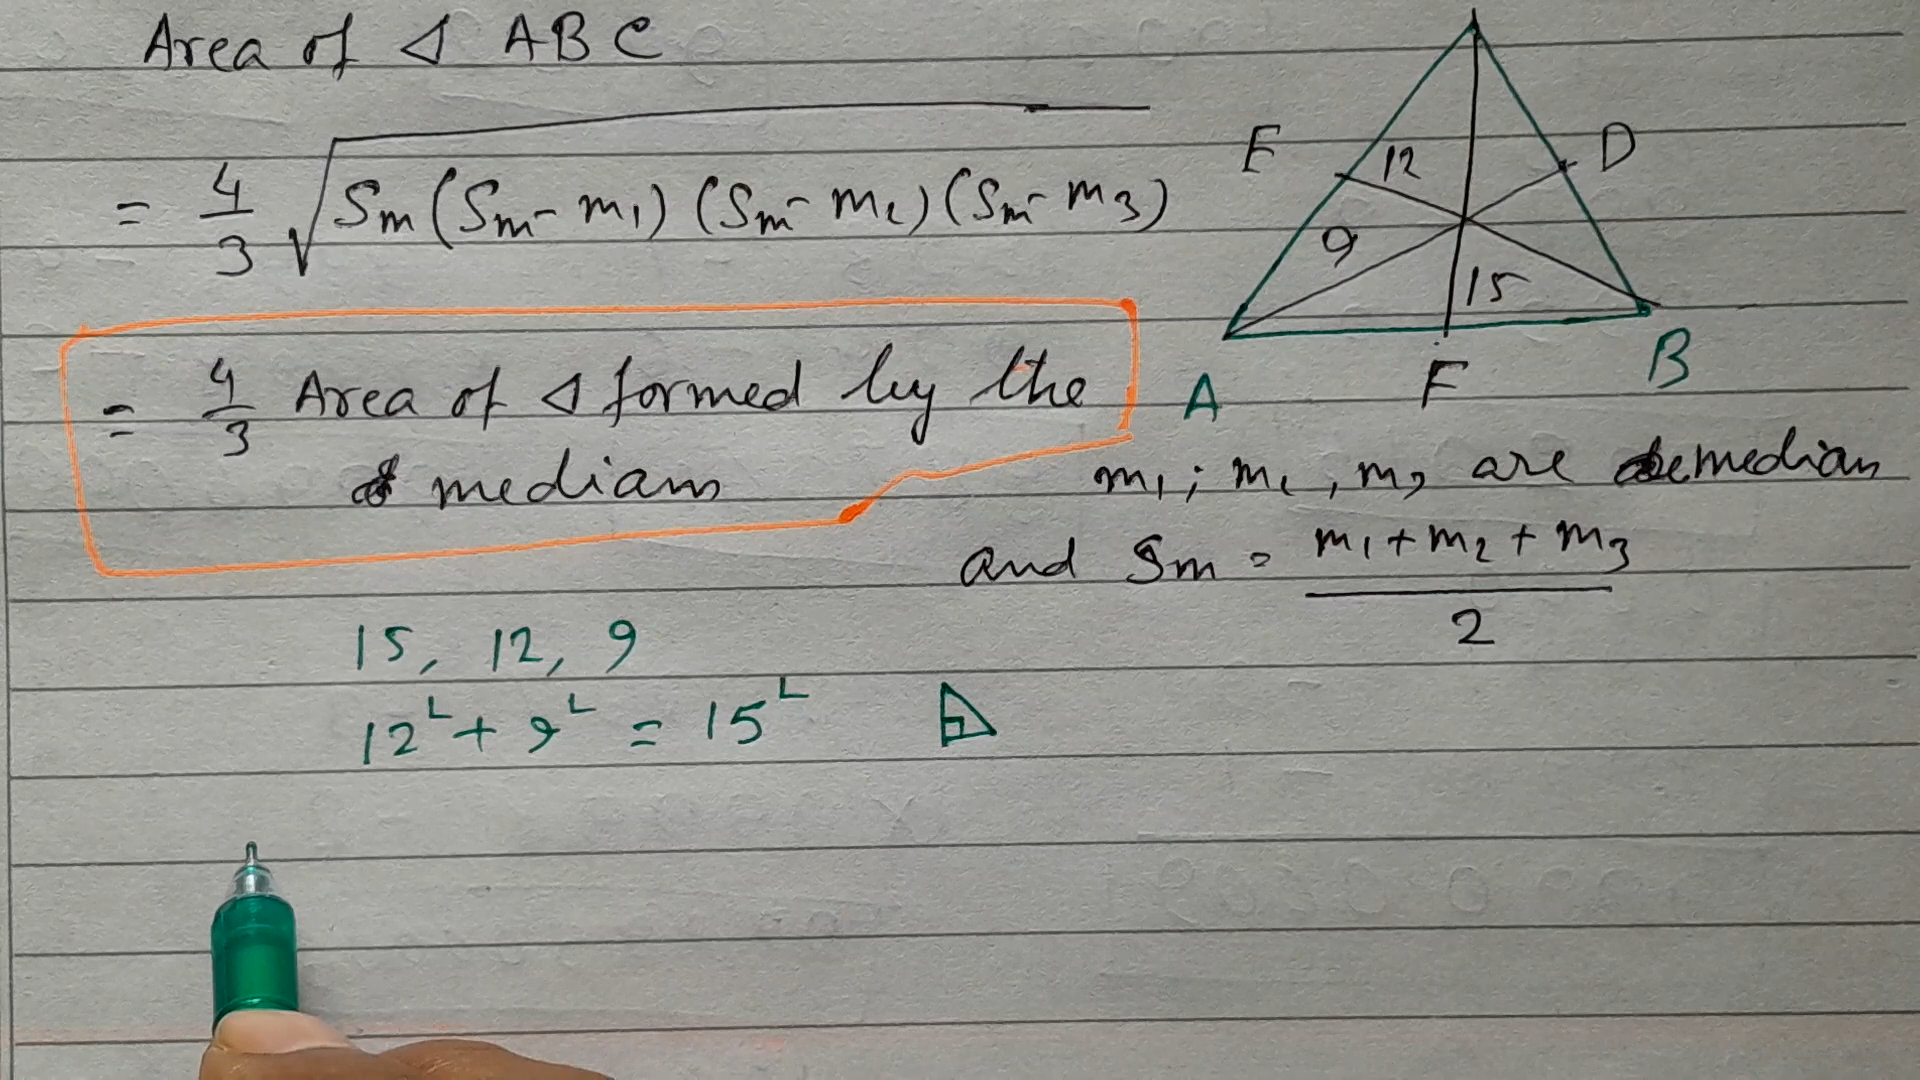 Area of Δ ABC
= 4/3 √Sm(Sm-m1)(Sm-m2)(Sm-m3)
= 4/3 Area of Δ formed by the
medians
E
D
12
9
15
A
F
B
m1; m2, m3 are median
and Sm = m1+m2+m3
2
15, 12, 9
12² + 9² = 15²